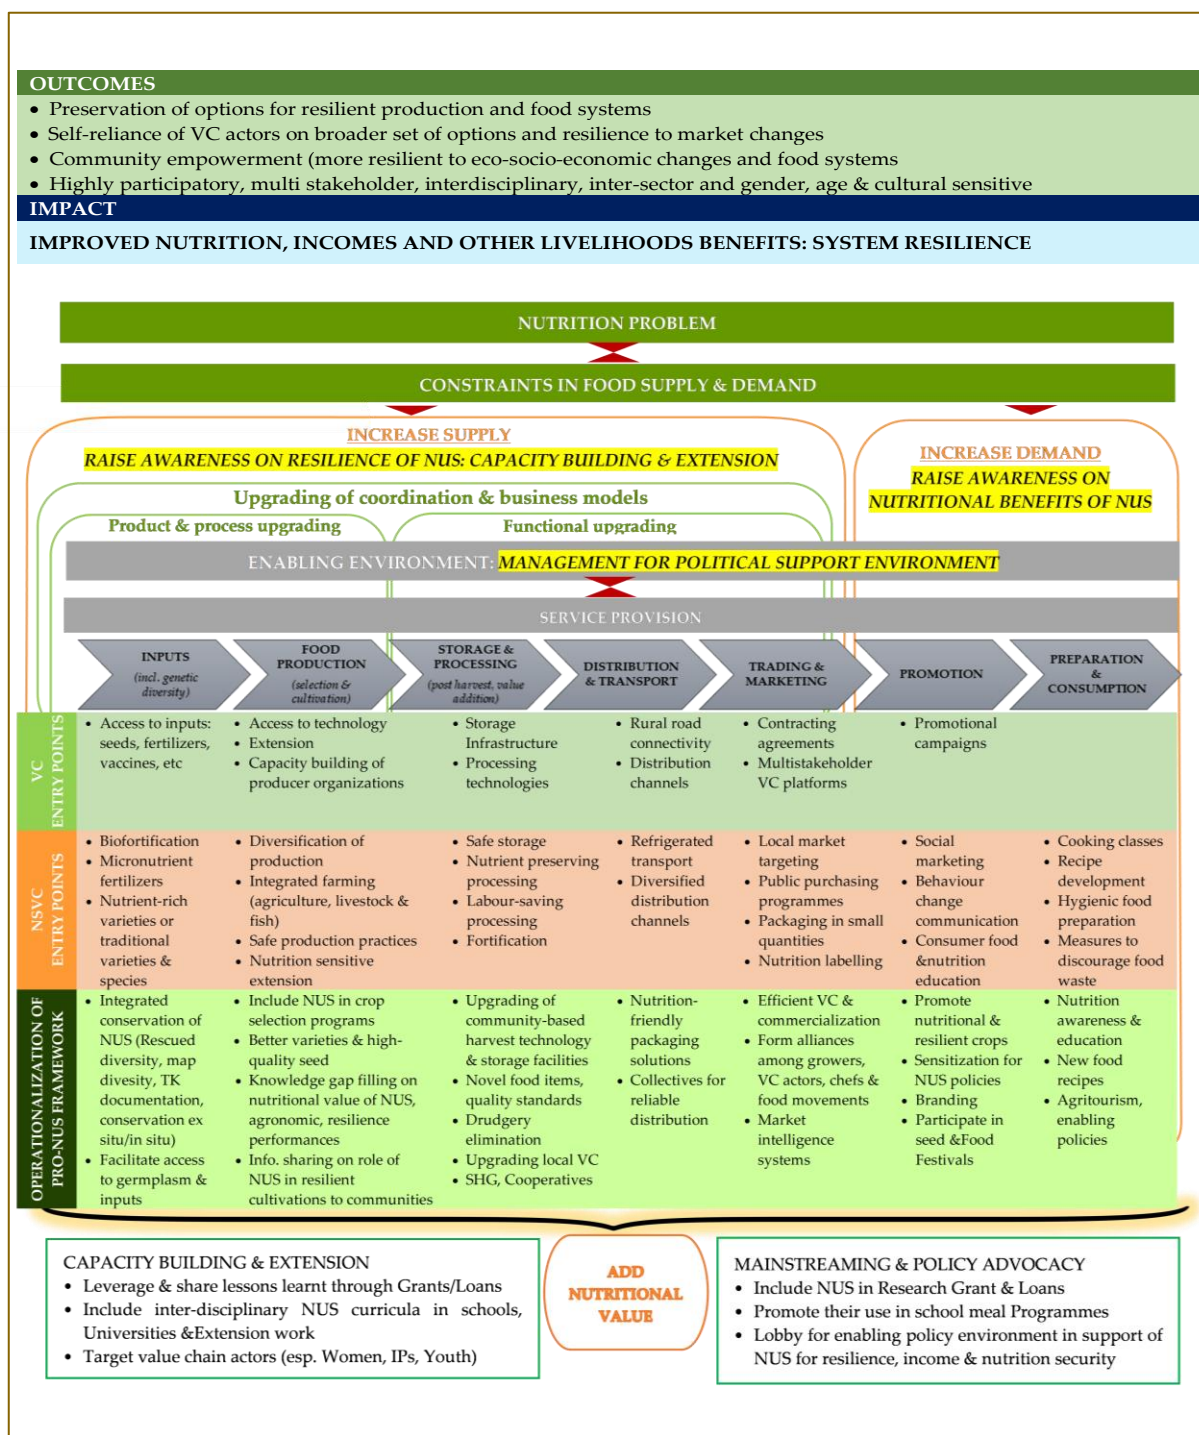 OUTCOMES
• Preservation of options for resilient production and food systems
• Self-reliance of VC actors on broader set of options and resilience to market changes
• Community empowerment (more resilient to eco-socio-economic changes and food systems
• Highly participatory, multi stakeholder, interdisciplinary, inter-sector and gender, age & cultural sensitive
IMPACT
IMPROVED NUTRITION, INCOMES AND OTHER LIVELIHOODS BENEFITS: SYSTEM RESILIENCE
NUTRITION PROBLEM
CONSTRAINTS IN FOOD SUPPLY & DEMAND
INCREASE SUPPLY
RAISE AWARENESS ON RESILIENCE OF NUS: CAPACITY BUILDING & EXTENSION
INCREASE DEMAND
RAISE AWARENESS ON
NUTRITIONAL BENEFITS OF NUS
Upgrading of coordination & business models
Product & process upgrading
Functional upgrading
ENABLING ENVIRONMENT: MANAGEMENT FOR POLITICAL SUPPORT ENVIRONMENT
SERVICE PROVISION
INPUTS
(incl. genetic
diversity)
FOOD
PRODUCTION
(selection &
cultivation)
STORAGE &
PROCESSING
(post harvest, value
addition)
DISTRIBUTION
& TRANSPORT
TRADING &
MARKETING
PROMOTION
PREPARATION
&
CONSUMPTION
VC
ENTRY POINTS
• Access to inputs:
seeds, fertilizers,
vaccines, etc
• Access to technology
• Extension
• Capacity building of
producer organizations
• Storage
Infrastructure
• Processing
technologies
• Rural road
connectivity
• Distribution
channels
• Contracting
agreements
• Multistakeholder
VC platforms
• Promotional
campaigns
NSVC
ENTRY POINTS
• Biofortification
• Micronutrient
fertilizers
• Nutrient-rich
varieties or
traditional
varieties &
species
• Diversification of
production
• Integrated farming
(agriculture, livestock &
fish)
• Safe production practices
• Nutrition sensitive
extension
• Safe storage
• Nutrient preserving
processing
• Labour-saving
processing
• Fortification
• Refrigerated
transport
• Diversified
distribution
channels
• Local market
targeting
• Public purchasing
programmes
• Packaging in small
quantities
• Nutrition labelling
• Social
marketing
• Behaviour
change
communication
• Consumer food
&nutrition
education
• Cooking classes
• Recipe
development
• Hygienic food
preparation
• Measures to
discourage food
waste
OPERATIONALIZATION OF
PRO-NUS FRAMEWORK
• Integrated
conservation of
NUS (Rescued
diversity, map
divesity, TK
documentation,
conservation ex
situ/in situ)
• Facilitate access
to germplasm &
inputs
• Include NUS in crop
selection programs
• Better varieties & high-
quality seed
• Knowledge gap filling on
nutritional value of NUS,
agronomic, resilience
performances
• Info. sharing on role of
NUS in resilient
cultivations to communities
• Upgrading of
community-based
harvest technology
& storage facilities
• Novel food items,
quality standards
• Drudgery
elimination
• Upgrading local VC
• SHG, Cooperatives
• Nutrition-
friendly
packaging
solutions
• Collectives for
reliable
distribution
• Efficient VC &
commercialization
• Form alliances
among growers,
VC actors, chefs &
food movements
• Market
intelligence
systems
• Promote
nutritional &
resilient crops
• Sensitization for
NUS policies
• Branding
• Participate in
seed &Food
Festivals
• Nutrition
awareness &
education
• New food
recipes
• Agritourism,
enabling
policies
CAPACITY BUILDING & EXTENSION
• Leverage & share lessons learnt through Grants/Loans
• Include inter-disciplinary NUS curricula in schools,
Universities &Extension work
• Target value chain actors (esp. Women, IPs, Youth)
ADD
NUTRITIONAL
VALUE
MAINSTREAMING & POLICY ADVOCACY
• Include NUS in Research Grant & Loans
• Promote their use in school meal Programmes
• Lobby for enabling policy environment in support of
NUS for resilience, income & nutrition security